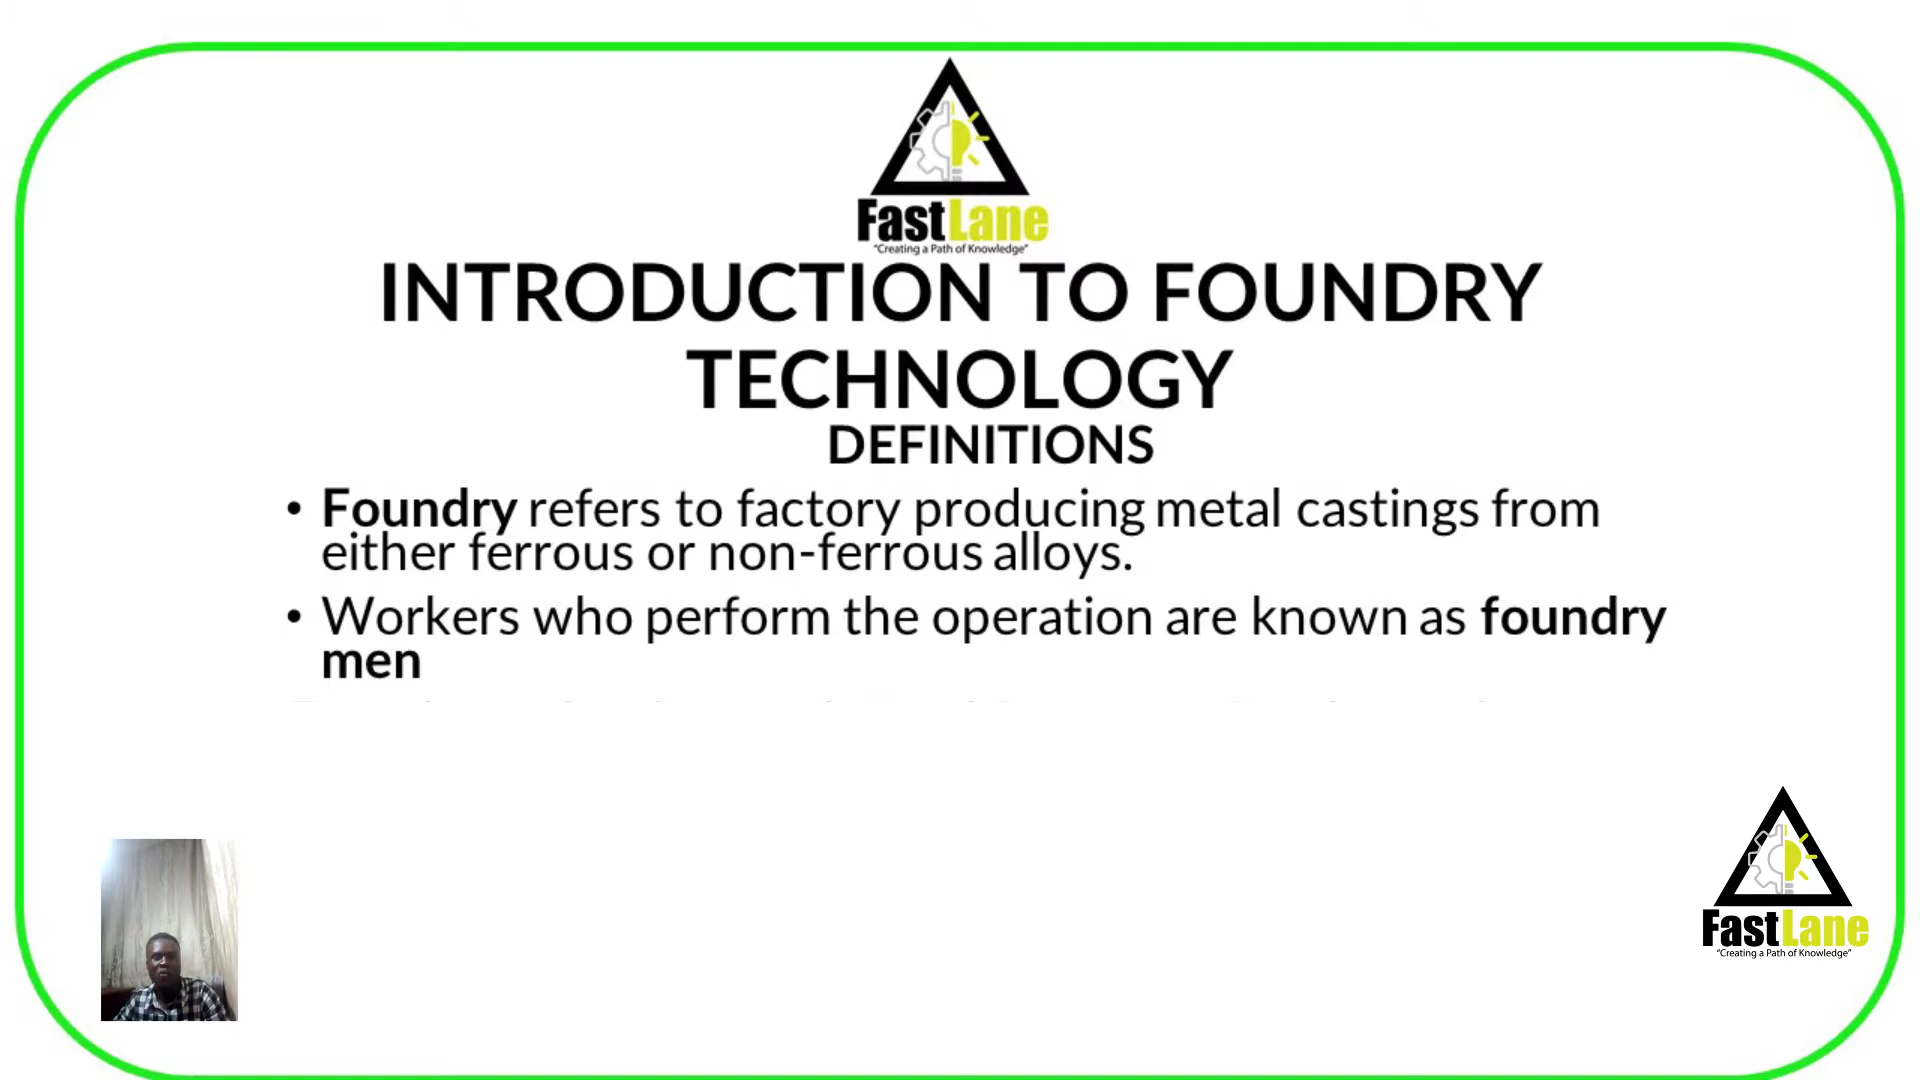 FastLane
"Creating a Path of Knowledge"
INTRODUCTION TO FOUNDRY
TECHNOLOGY
DEFINITIONS
• Foundry refers to factory producing metal castings from
either ferrous or non-ferrous alloys.
• Workers who perform the operation are known as foundry
men
FastLane
"Creating a Path of Knowledge"